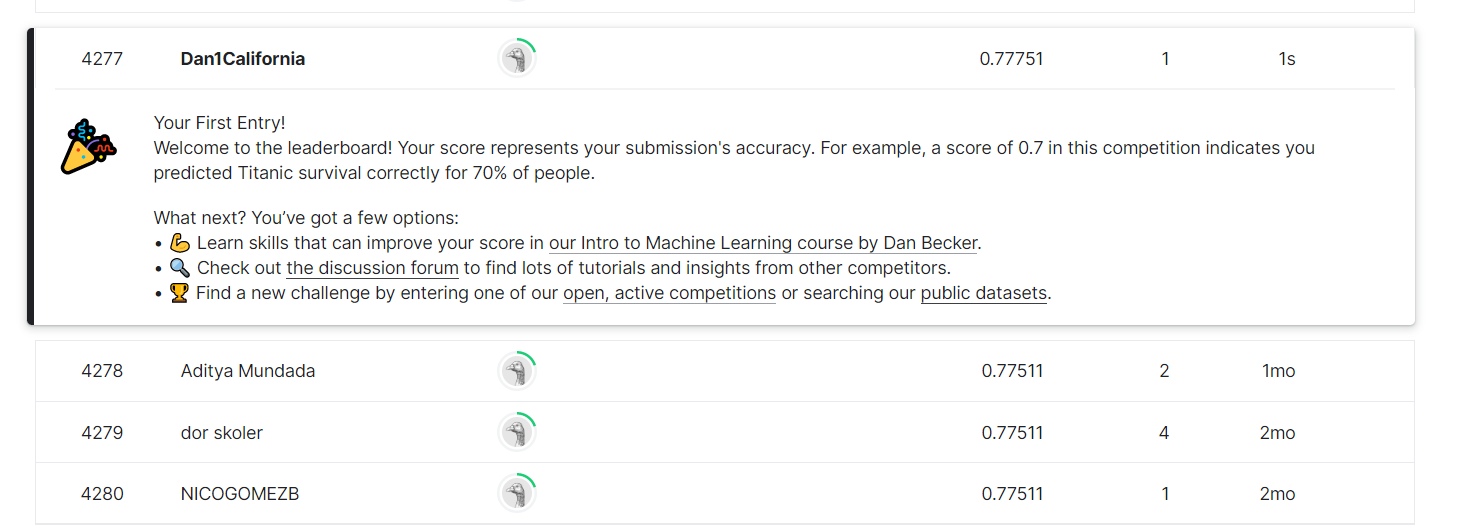 4277 Dan1California 0.77751 1 1s
Your First Entry!
Welcome to the leaderboard! Your score represents your submission's accuracy. For example, a score of 0.7 in this competition indicates you
predicted Titanic survival correctly for 70% of people.
What next? You’ve got a few options:
• 💪 Learn skills that can improve your score in our Intro to Machine Learning course by Dan Becker.
• 🔍 Check out the discussion forum to find lots of tutorials and insights from other competitors.
• 🏆 Find a new challenge by entering one of our open, active competitions or searching our public datasets.
4278 Aditya Mundada 0.77511 2 1mo
4279 dor skoler 0.77511 4 2mo
4280 NICOGOMEZB 0.77511 1 2mo